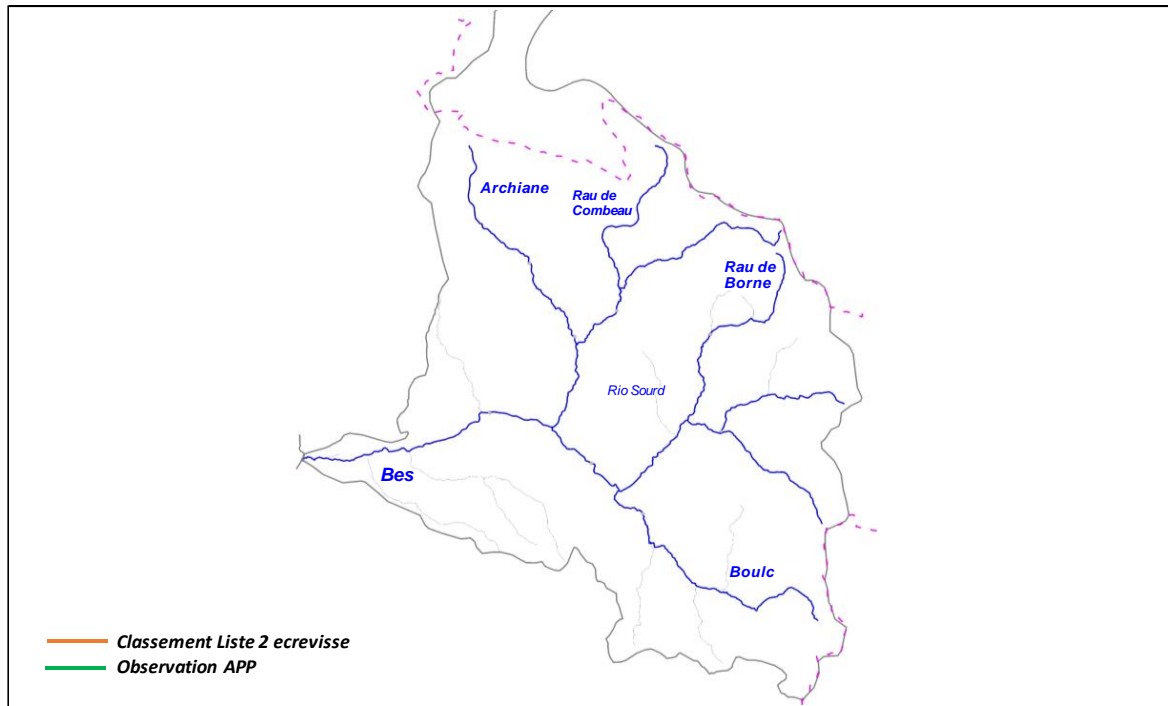 Archiane
Rau de
Combeau
Rau de
Borne
Rio Sourd
Bes
Boulc
Classement Liste 2 ecrevisse
Observation APP